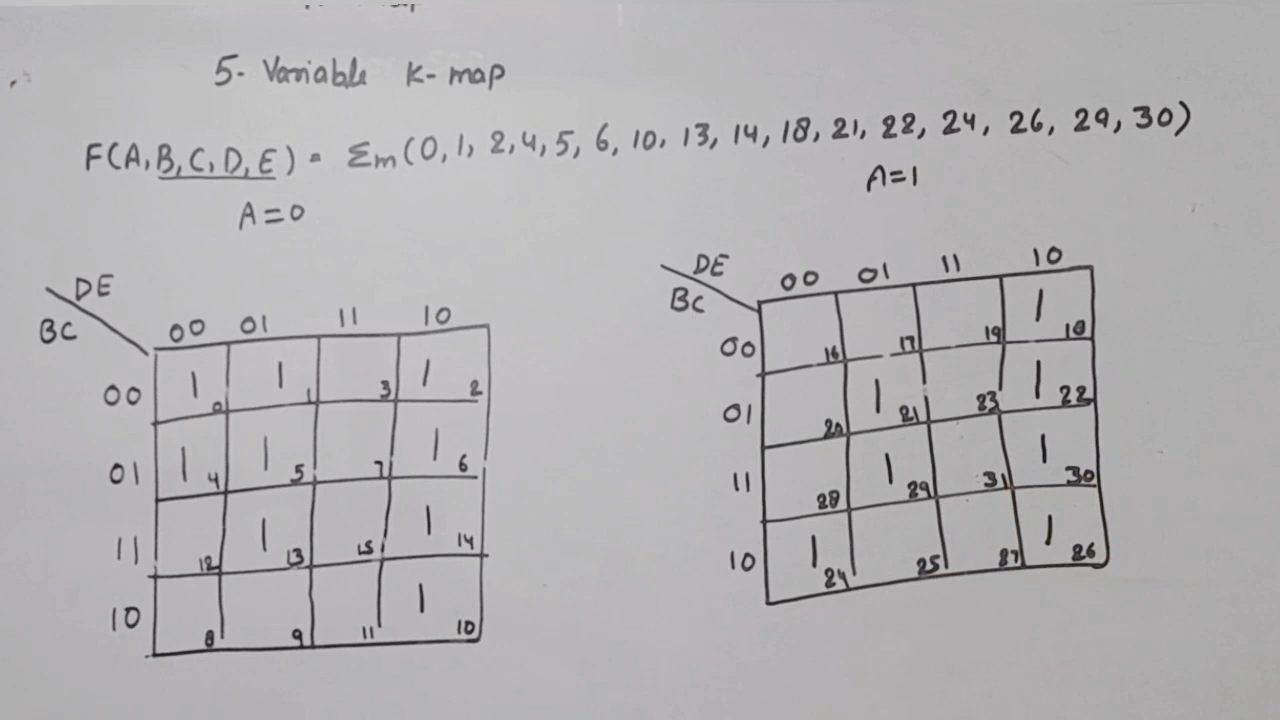 5- Variable K-map
F(A,B,C,D,E) = Σm(0,1,2,4,5,6,10,13,14,18,21,22,24,26,29,30)
A=0
A=1
DE
BC
00 01 11 10
00 1 0 1 1 3 1 2
01 1 4 1 5 7 1 6
11 12 1 13 15 1 14
10 8 9 11 1 10
DE
BC
00 01 11 10
00 16 17 19 1 18
01 20 1 21 23 1 22
11 28 1 29 31 1 30
10 1 24 25 27 1 26